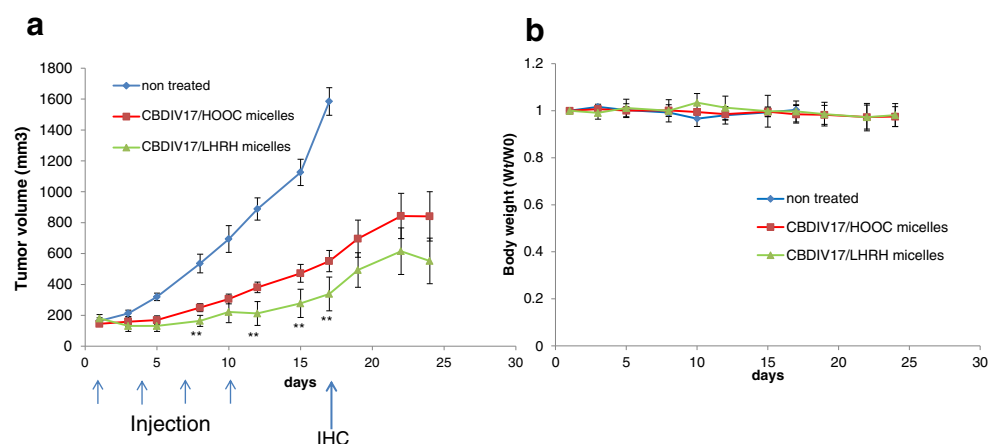 a
1800
1600
1400
1200
1000
800
600
400
200
0
Tumor volume (mm3)
non treated
CBDIV17/HOOC micelles
CBDIV17/LHRH micelles
**
**
**
**
0
5
10
15
20
25
30
days
Injection
IHC
b
1.2
1
0.8
0.6
0.4
0.2
0
Body weight (Wt/W0)
non treated
CBDIV17/HOOC micelles
CBDIV17/LHRH micelles
0
5
10
15
20
25
30
days